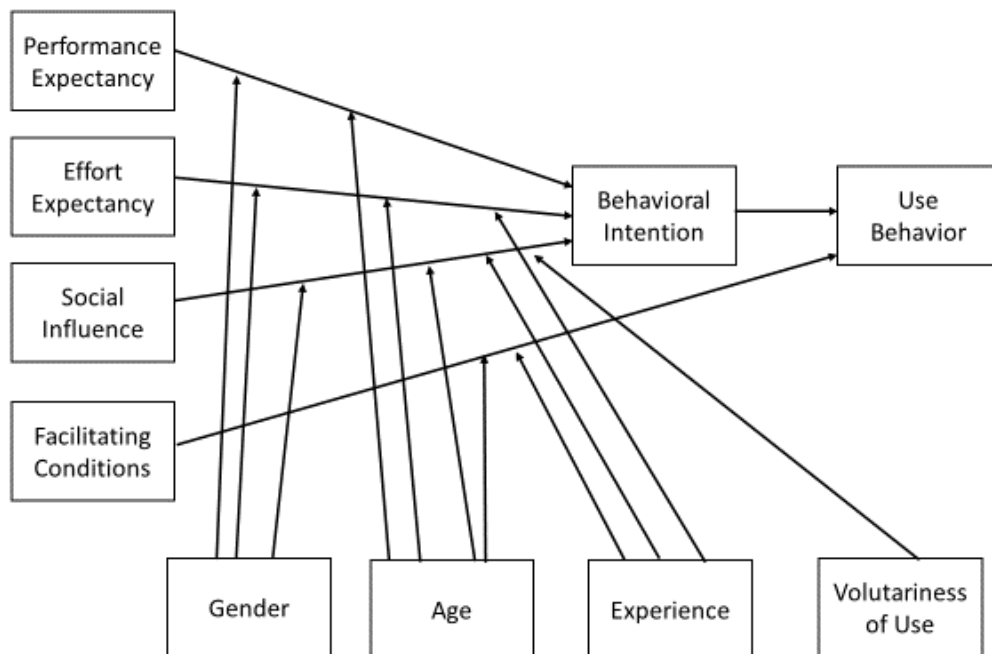 Performance
Expectancy
Effort
Expectancy
Social
Influence
Facilitating
Conditions
Behavioral
Intention
Use
Behavior
Gender
Age
Experience
Volutariness
of Use